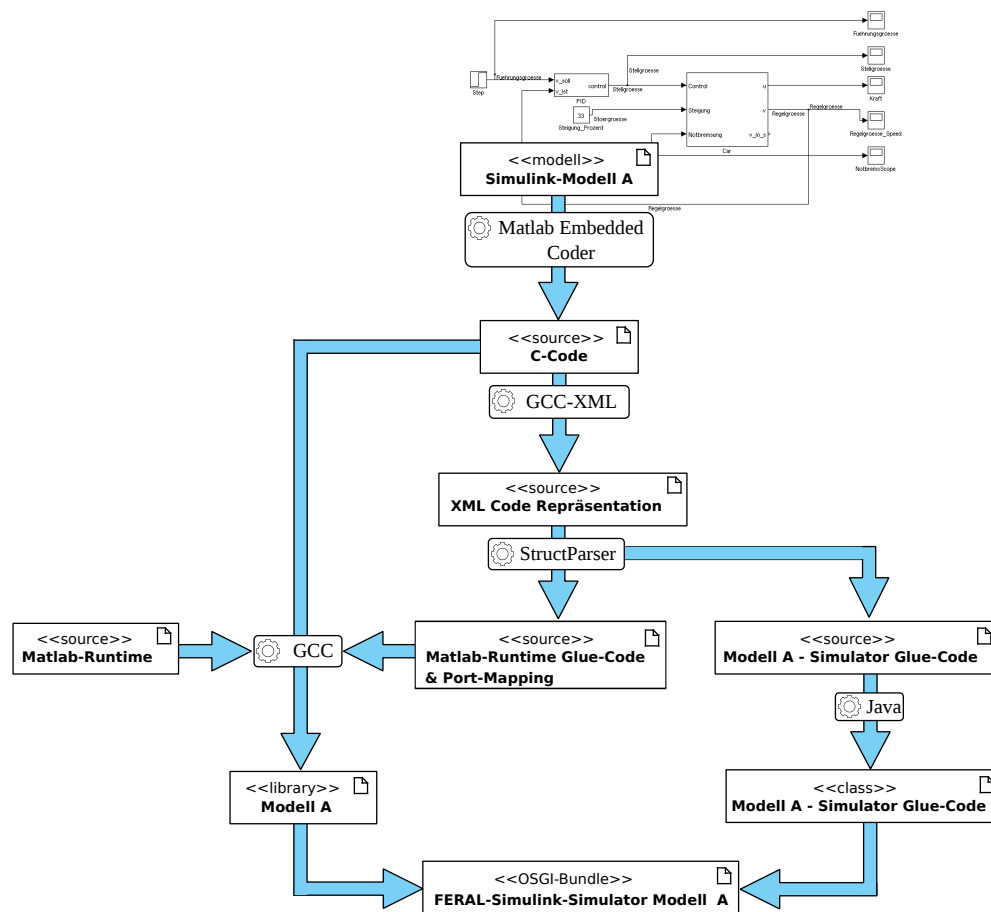 Fuehrungsgroesse
Stellgroesse
Fuehrungsgroesse
v_soll
control
v_ist
Stellgroesse
Stellgroesse
Step
PID
Control
u
Kraft
33
Stoergroesse
Steigung_Prozent
Steigung
v
Regelgroesse
Regelgroesse
Regelgroesse_Speed
Notbremsung
v_m_s
Car
NotbremsScope
Regelgroesse
<<modell>>
Simulink-Modell A
Matlab Embedded
Coder
<<source>>
C-Code
GCC-XML
<<source>>
XML Code Repräsentation
StructParser
<<source>>
Matlab-Runtime
GCC
<<source>>
Matlab-Runtime Glue-Code
& Port-Mapping
<<source>>
Modell A - Simulator Glue-Code
Java
<<library>>
Modell A
<<class>>
Modell A - Simulator Glue-Code
<<OSGI-Bundle>>
FERAL-Simulink-Simulator Modell A